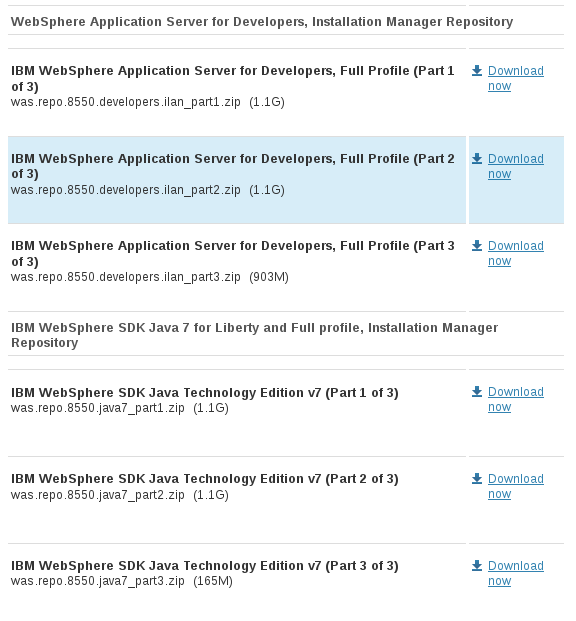 WebSphere Application Server for Developers, Installation Manager Repository
IBM WebSphere Application Server for Developers, Full Profile (Part 1
of 3)
was.repo.8550.developers.ilan_part1.zip (1.1G)
Download
now
IBM WebSphere Application Server for Developers, Full Profile (Part 2
of 3)
was.repo.8550.developers.ilan_part2.zip (1.1G)
Download
now
IBM WebSphere Application Server for Developers, Full Profile (Part 3
of 3)
was.repo.8550.developers.ilan_part3.zip (903M)
Download
now
IBM WebSphere SDK Java 7 for Liberty and Full profile, Installation Manager
Repository
IBM WebSphere SDK Java Technology Edition v7 (Part 1 of 3)
was.repo.8550.java7_part1.zip (1.1G)
Download
now
IBM WebSphere SDK Java Technology Edition v7 (Part 2 of 3)
was.repo.8550.java7_part2.zip (1.1G)
Download
now
IBM WebSphere SDK Java Technology Edition v7 (Part 3 of 3)
was.repo.8550.java7_part3.zip (165M)
Download
now